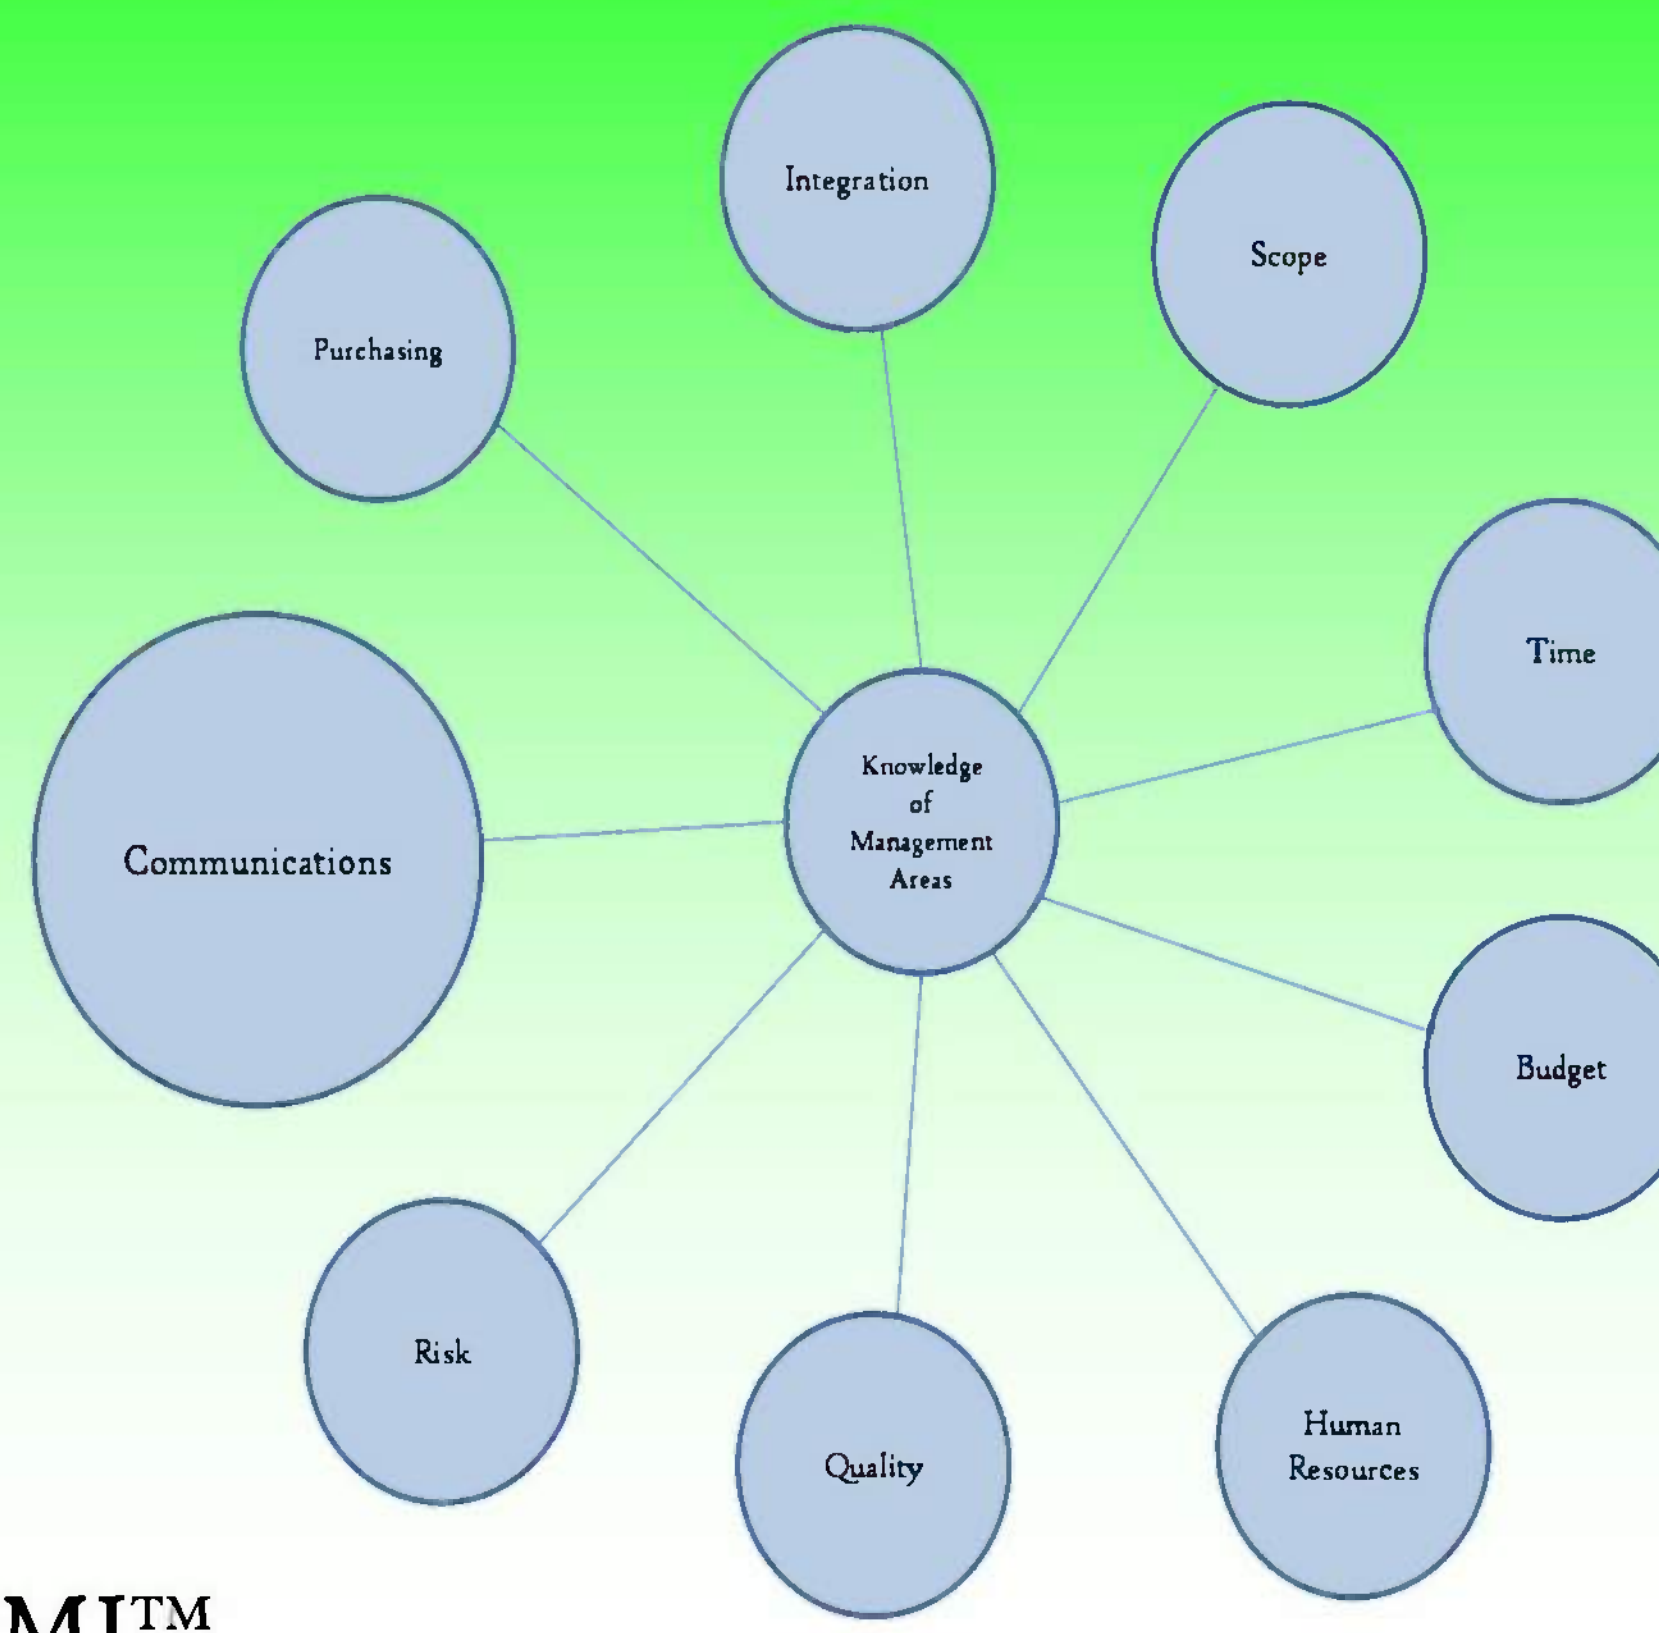 Integration
Scope
Purchasing
Time
Knowledge
of
Management
Areas
Communications
Budget
Risk
Quality
Human
Resources
MI™